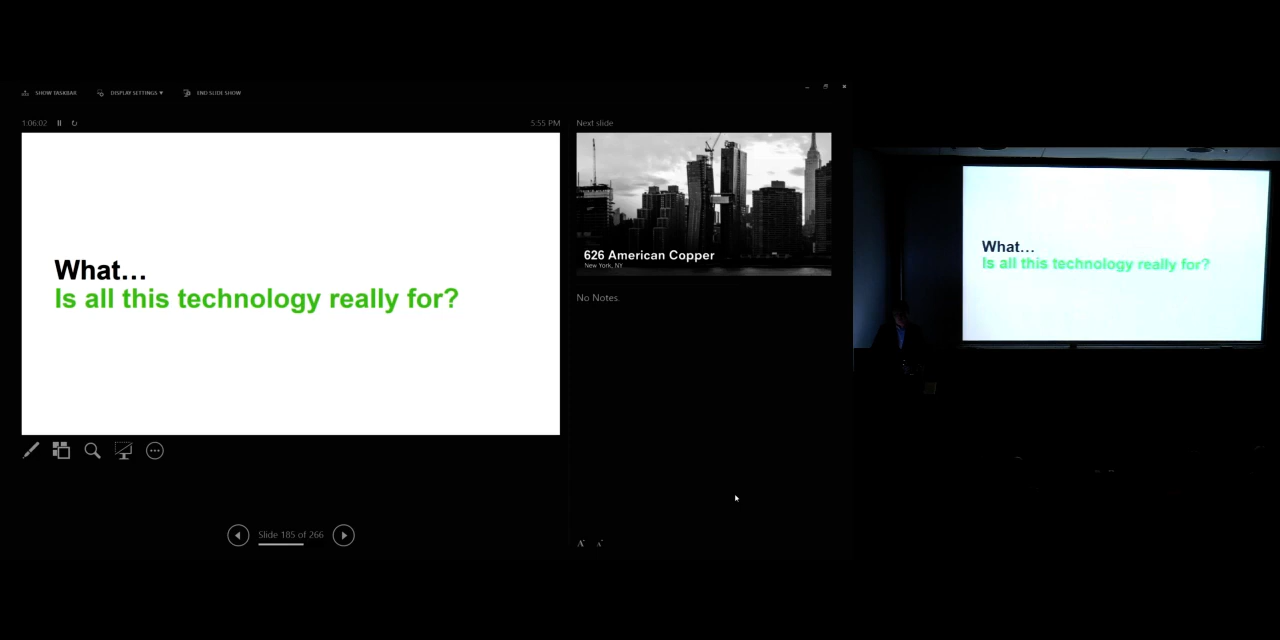 SHOW TASKBAR DISPLAY SETTINGS ▾ END SLIDE SHOW
1:06:02
5:55 PM
What…
Is all this technology really for?
Slide 185 of 266
Next slide
626 American Copper
New York, NY
No Notes.
A A
What…
Is all this technology really for?